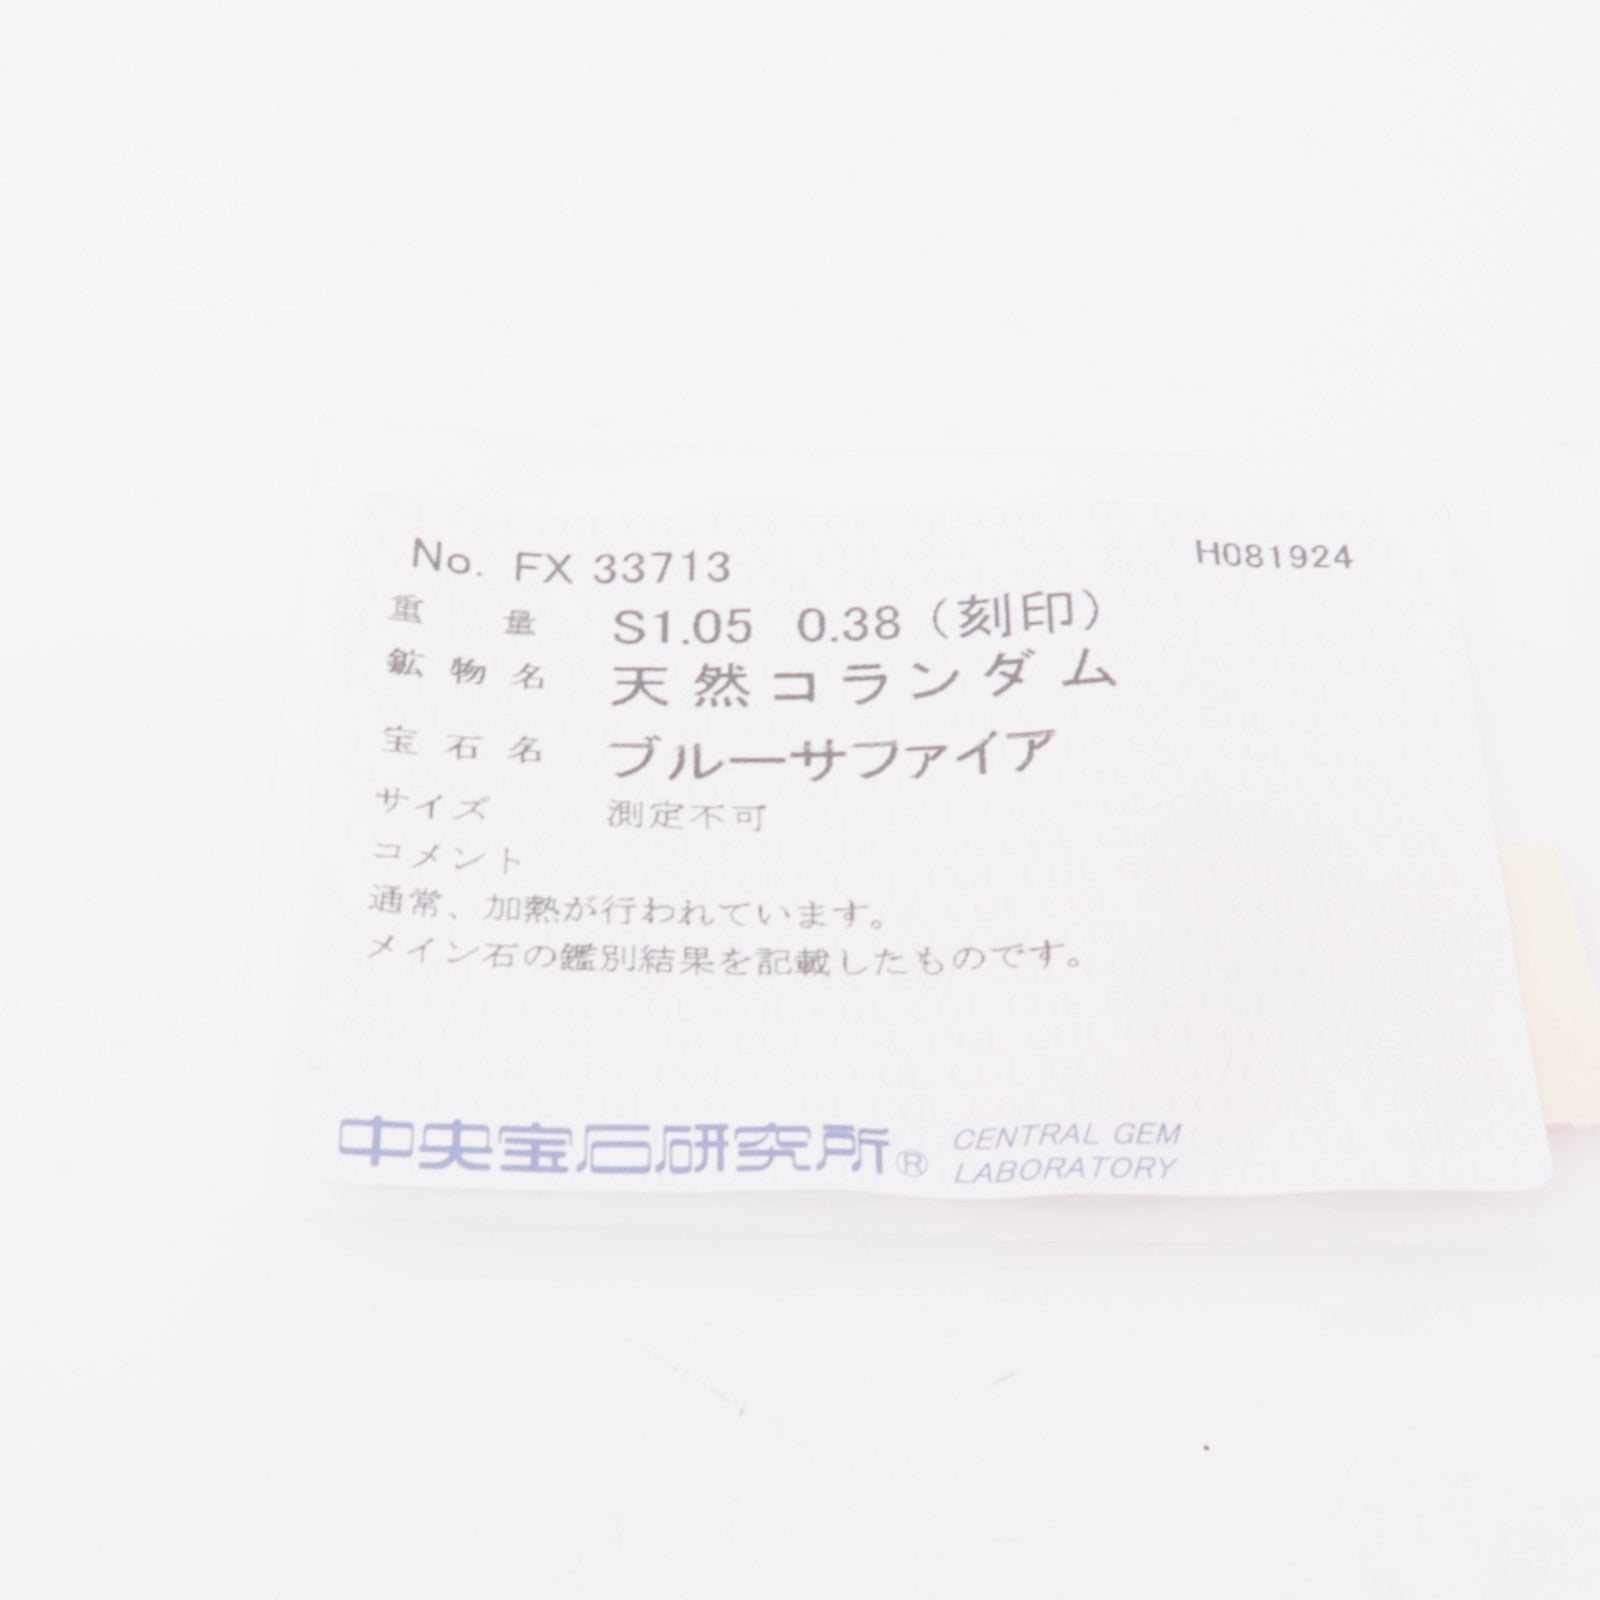 No. FX 33713 H081924
重量 S1.05 0.38（刻印）
鉱物名 天然コランダム
宝石名 ブルーサファイア
サイズ 測定不可
コメント
通常、加熱が行われています。
メイン石の鑑別結果を記載したものです。
中央宝石研究所® CENTRAL GEM
LABORATORY